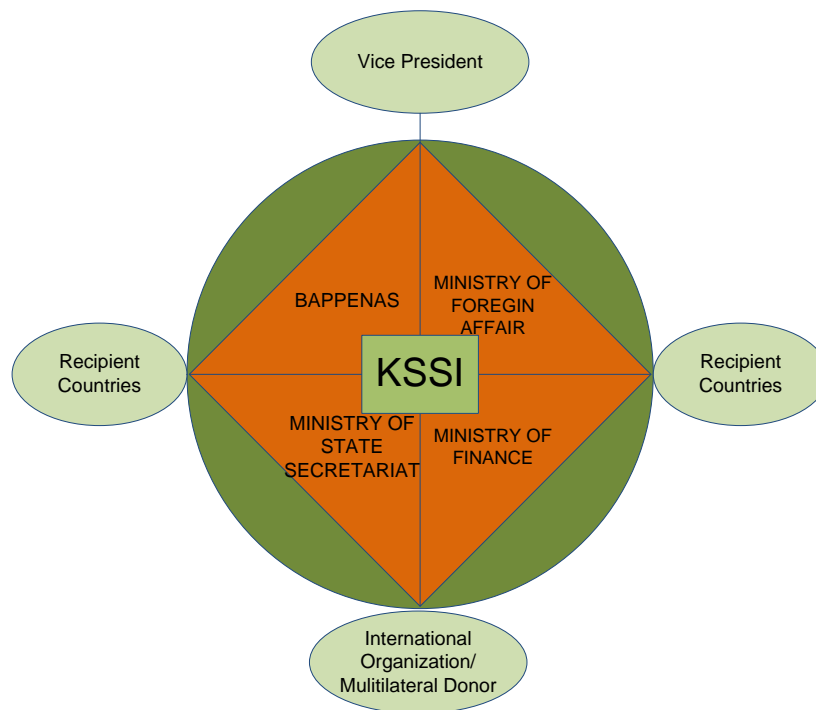 Vice President
BAPPENAS
MINISTRY OF
FOREGIN
AFFAIR
Recipient
Countries
KSSI
Recipient
Countries
MINISTRY OF
STATE
SECRETARIAT
MINISTRY OF
FINANCE
International
Organization/
Mulitilateral Donor